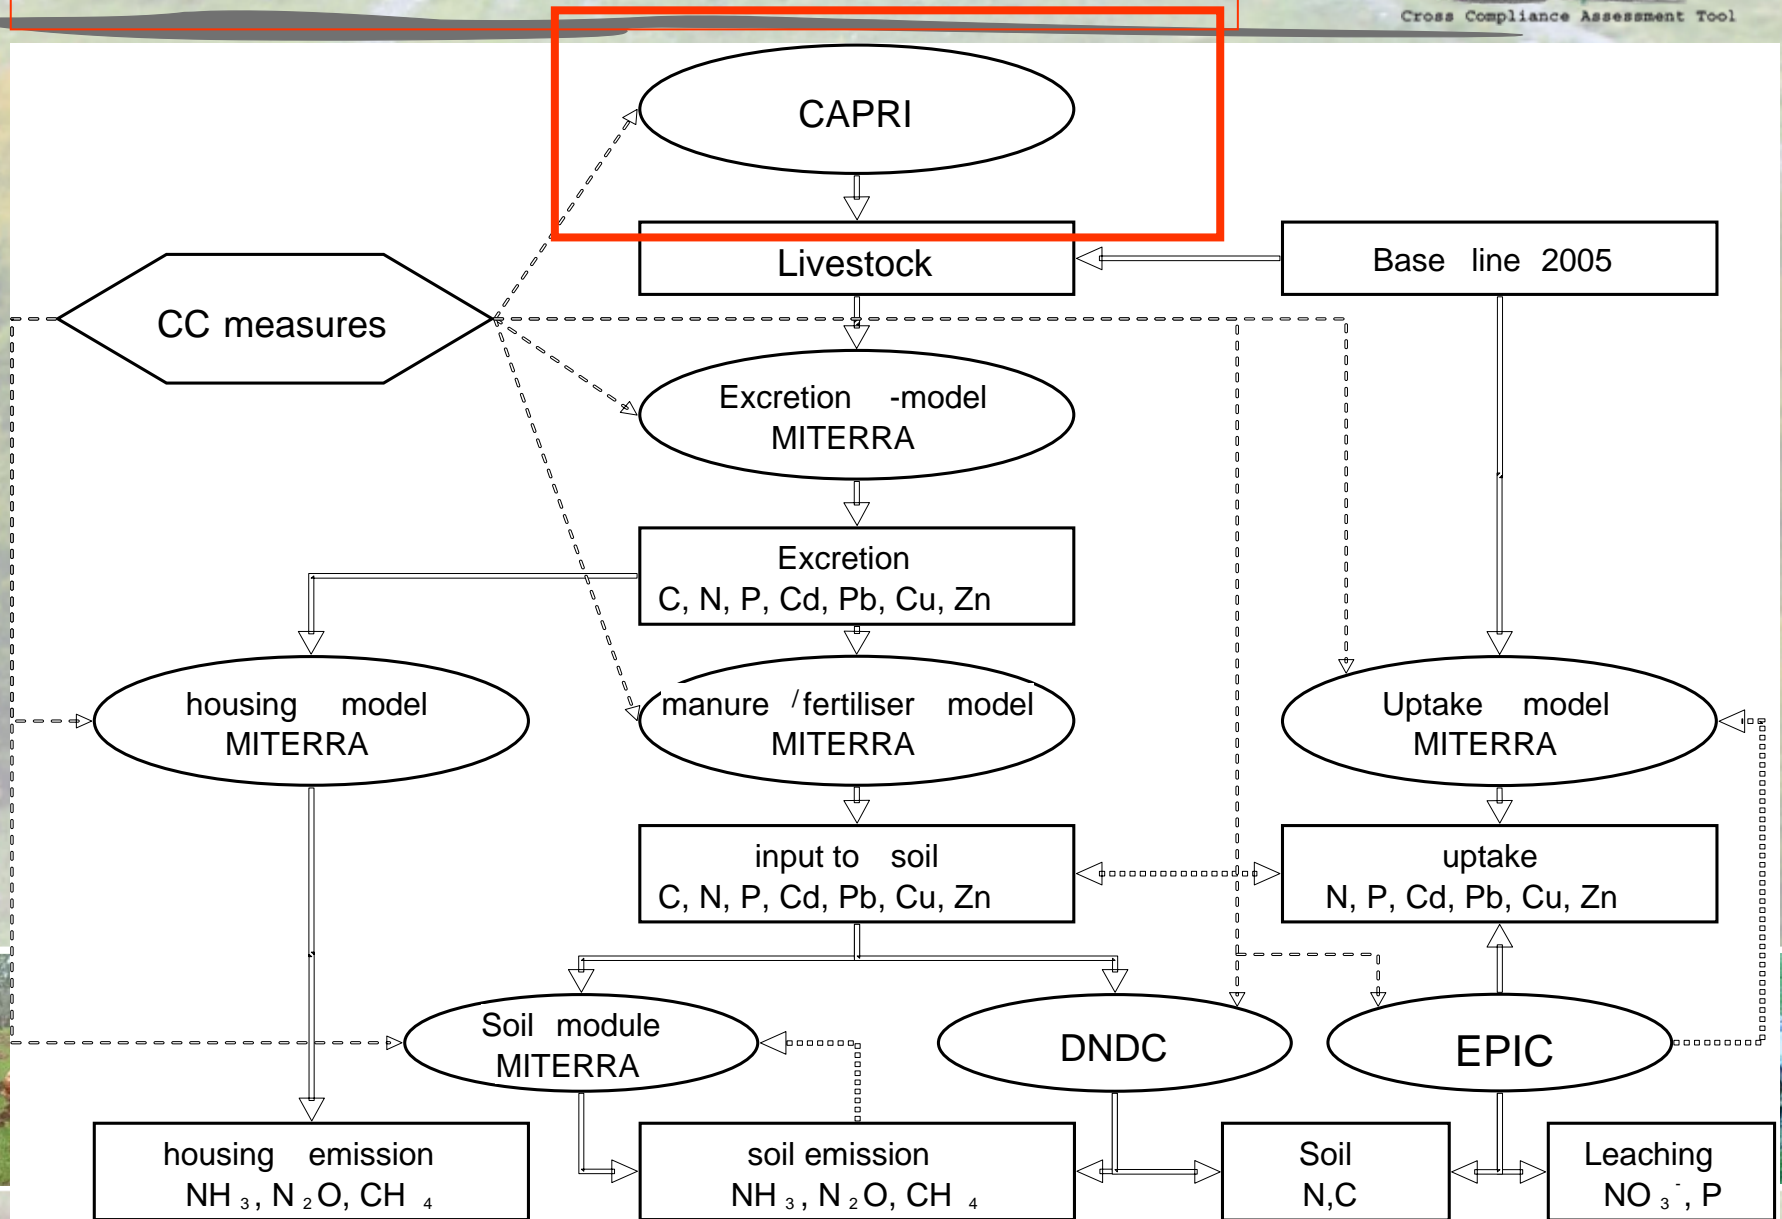 Cross Compliance Assessment Tool
CAPRI
Livestock
Base line 2005
CC measures
Excretion -model
MITERRA
Excretion
C, N, P, Cd, Pb, Cu, Zn
housing model
MITERRA
manure /fertiliser model
MITERRA
Uptake model
MITERRA
input to soil
C, N, P, Cd, Pb, Cu, Zn
uptake
N, P, Cd, Pb, Cu, Zn
Soil module
MITERRA
DNDC
EPIC
housing emission
NH₃, N₂O, CH₄
soil emission
NH₃, N₂O, CH₄
Soil
N,C
Leaching
NO₃⁻, P